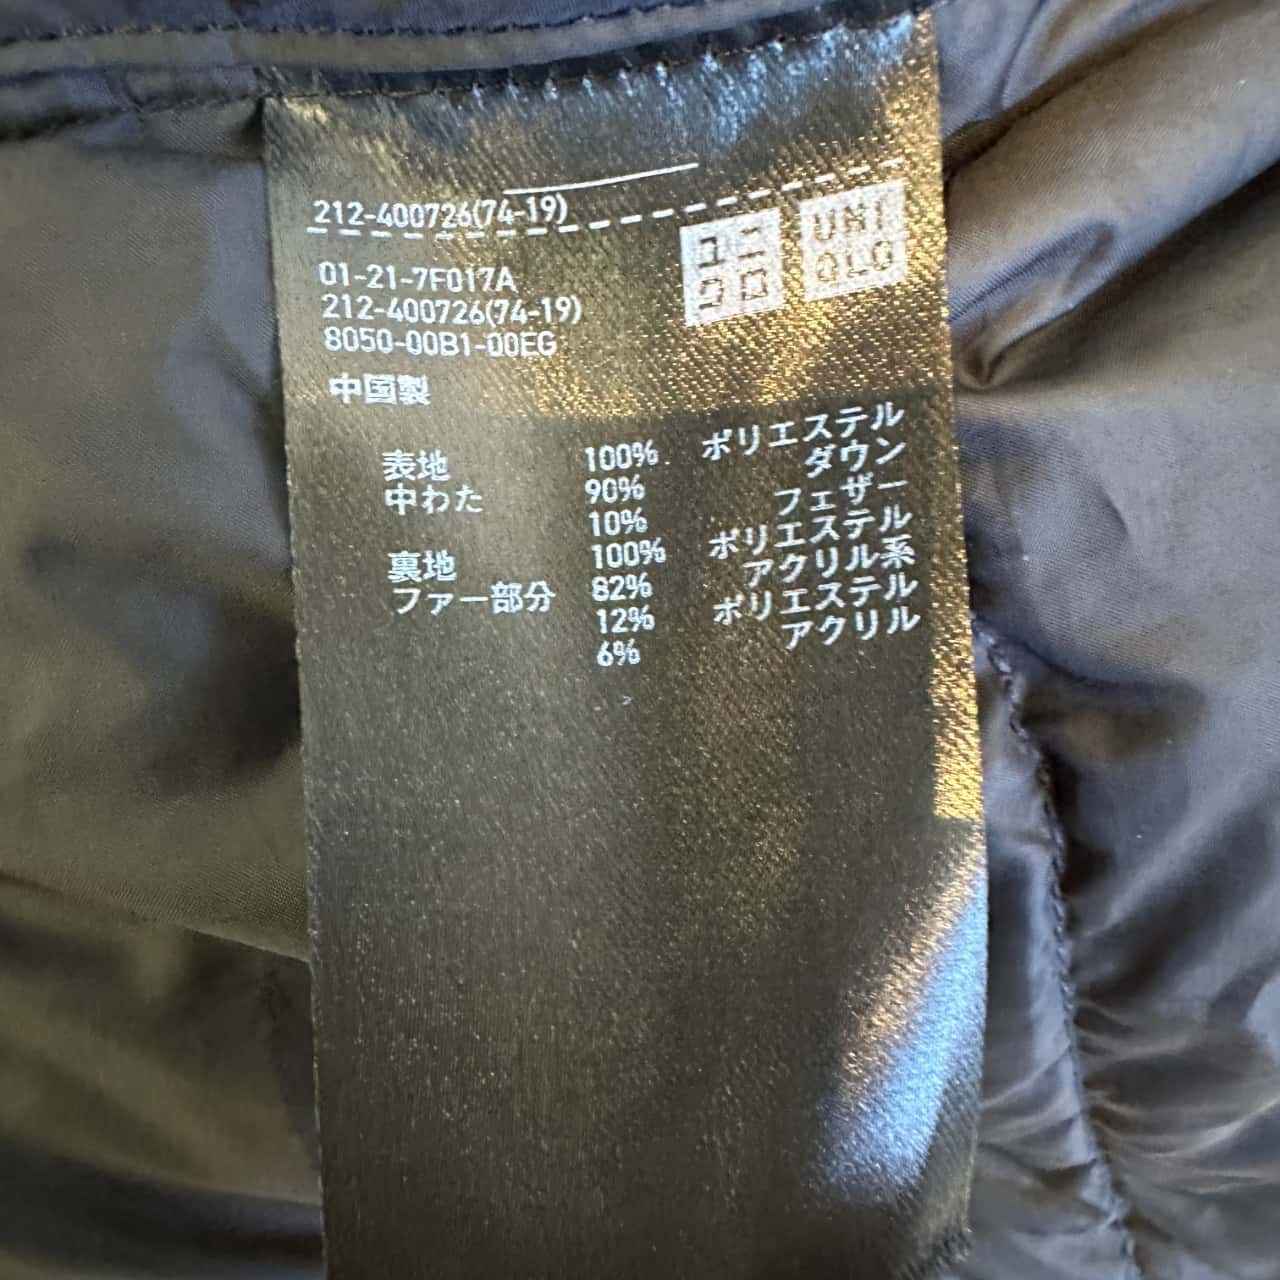 212-400726(74-19)
ユニクロ UNIQLO
01-21-7F017A
212-400726(74-19)
8050-00B1-00EG
中国製
表地 100% ポリエステル
中わた 90% ダウン
10% フェザー
裏地 100% ポリエステル
ファー部分 82% アクリル系
12% ポリエステル
6% アクリル